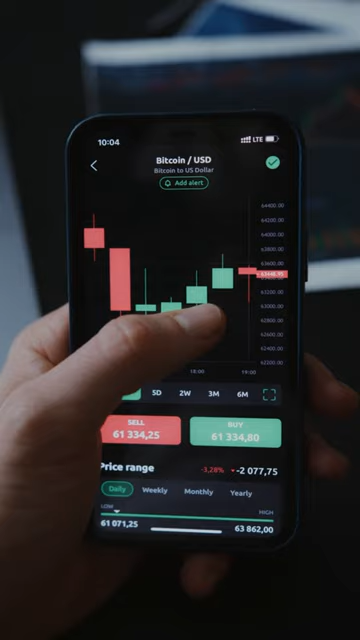 10:04
LTE
Bitcoin / USD
Bitcoin to US Dollar
Add alert
64400.00
64200.00
64000.00
63800.00
63600.00
63448.95
63200.00
63000.00
62800.00
62600.00
62400.00
62200.00
18:00 19:00
5D 2W 3M 6M
SELL BUY
61 334,25 61 334,80
Price range -3,28% -2 077,75
Daily Weekly Monthly Yearly
LOW HIGH
61 071,25 63 862,00